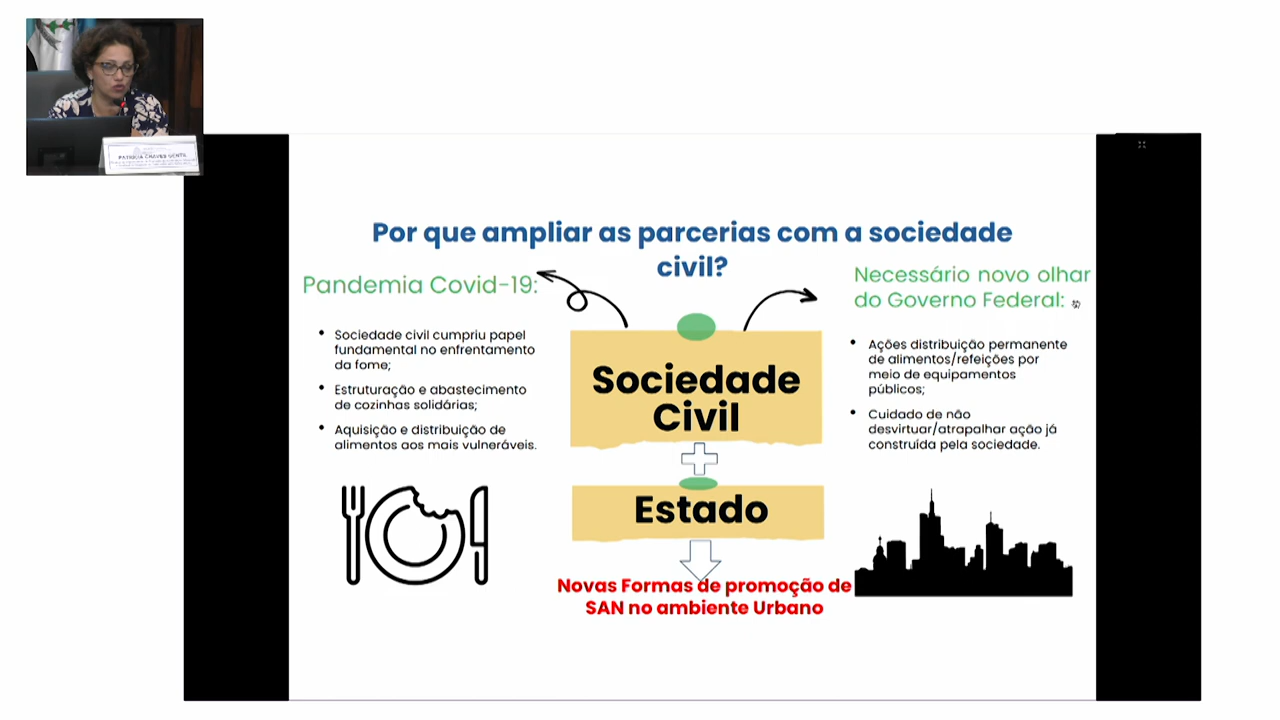 PATRICIA CHAVES GENTIL
Por que ampliar as parcerias com a sociedade
civil?
Pandemia Covid-19:
• Sociedade civil cumpriu papel
fundamental no enfrentamento
da fome;
• Estruturação e abastecimento
de cozinhas solidárias;
• Aquisição e distribuição de
alimentos aos mais vulneráveis.
Sociedade
Civil
Estado
Novas Formas de promoção de
SAN no ambiente Urbano
Necessário novo olhar
do Governo Federal:
• Ações distribuição permanente
de alimentos/refeições por
meio de equipamentos
públicos;
• Cuidado de não
desvirtuar/atrapalhar ação já
construída pela sociedade.